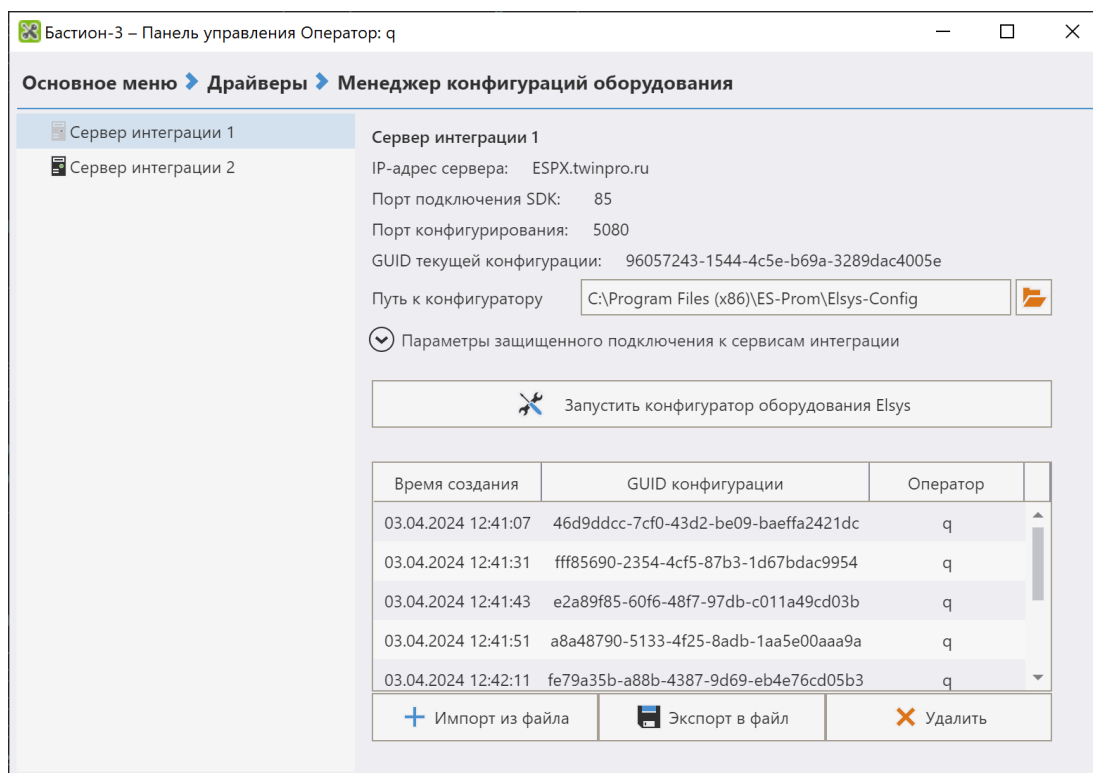 Бастион-3 – Панель управления Оператор: q
Основное меню Драйверы Менеджер конфигураций оборудования
Сервер интеграции 1
Сервер интеграции 2
Сервер интеграции 1
IP-адрес сервера: ESPX.twinpro.ru
Порт подключения SDK: 85
Порт конфигурирования: 5080
GUID текущей конфигурации: 96057243-1544-4c5e-b69a-3289dac4005e
Путь к конфигуратору C:\Program Files (x86)\ES-Prom\Elsys-Config
Параметры защищенного подключения к сервисам интеграции
Запустить конфигуратор оборудования Elsys
Время создания GUID конфигурации Оператор
03.04.2024 12:41:07 46d9ddcc-7cf0-43d2-be09-baeffa2421dc q
03.04.2024 12:41:31 fff85690-2354-4cf5-87b3-1d67bdac9954 q
03.04.2024 12:41:43 e2a89f85-60f6-48f7-97db-c011a49cd03b q
03.04.2024 12:41:51 a8a48790-5133-4f25-8adb-1aa5e00aaa9a q
03.04.2024 12:42:11 fe79a35b-a88b-4387-9d69-eb4e76cd05b3 q
Импорт из файла Экспорт в файл Удалить